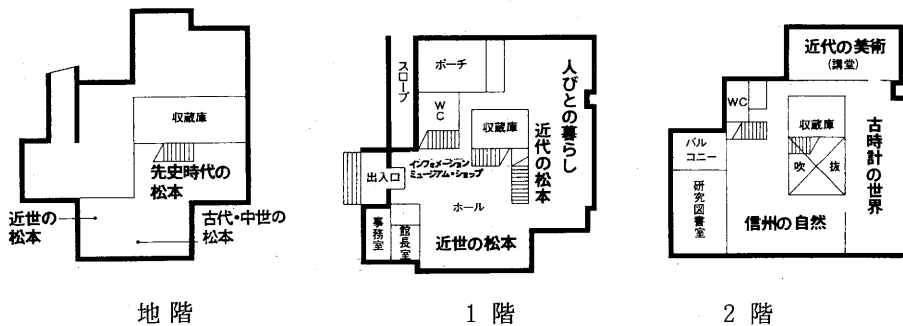 収蔵庫
先史時代の
松本
近世の
松本
古代・中世の
松本
地 階
スロープ
ポーチ
WC
収蔵庫
人びとの暮らし
近代の松本
インフォメーション
ミュージアム・ショップ
出入口
ホール
事務室
館長室
近世の松本
1 階
近代の美術
(講堂)
WC
収蔵庫
バル
コニー
吹 抜
古時計の世界
研究図書室
信州の自然
2 階